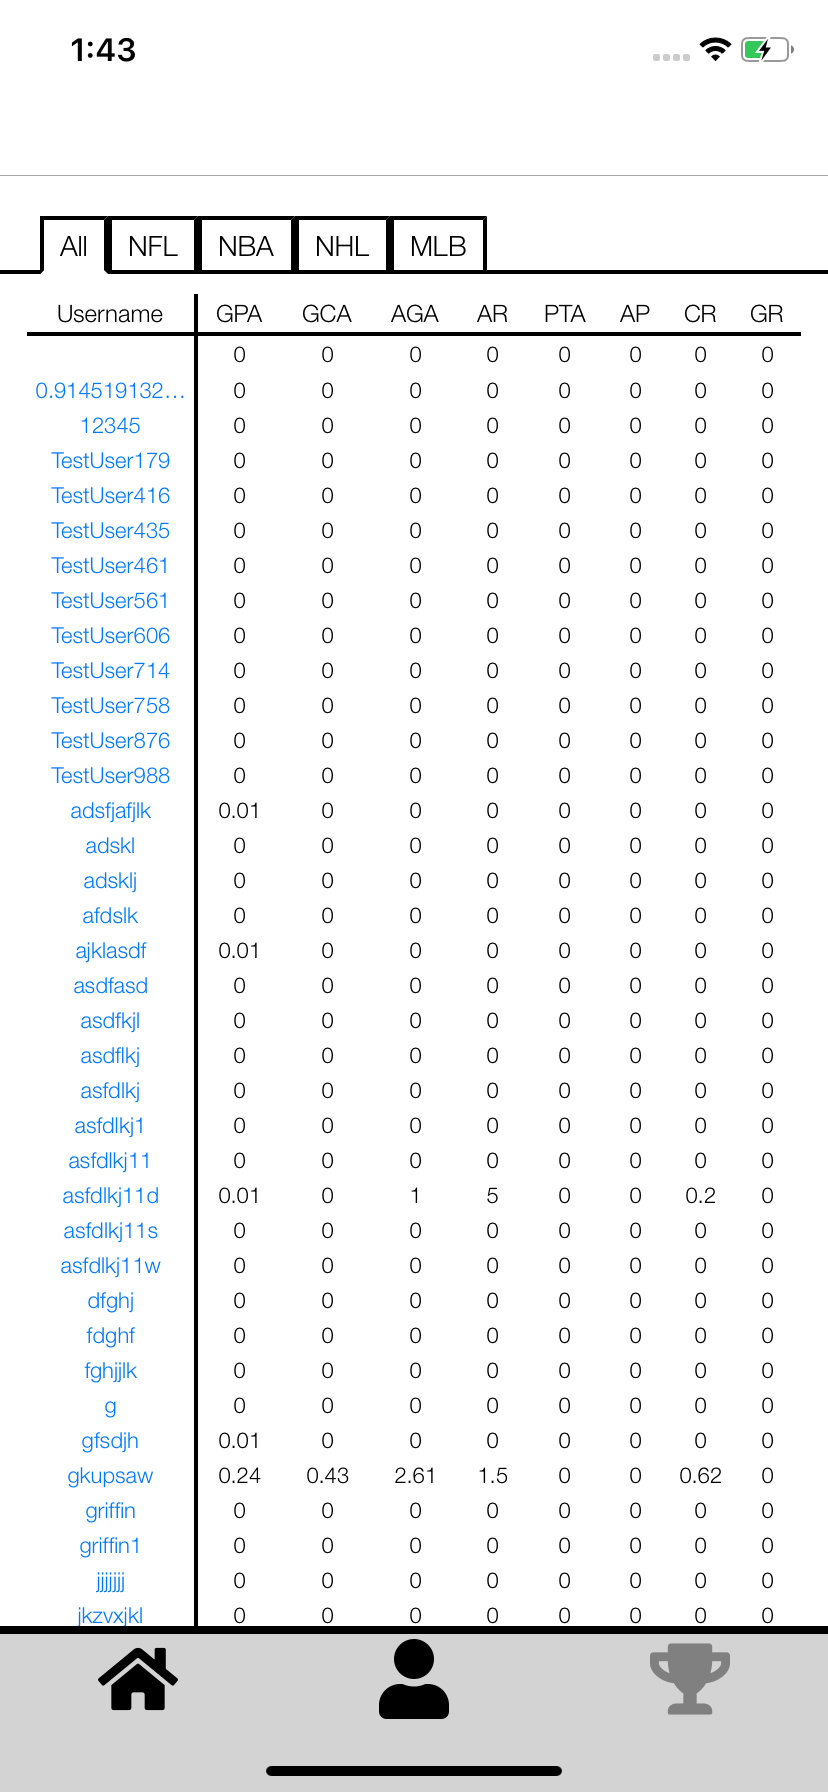 1:43
All NFL NBA NHL MLB
Username GPA GCA AGA AR PTA AP CR GR
0 0 0 0 0 0 0 0
0.914519132... 0 0 0 0 0 0 0 0
12345 0 0 0 0 0 0 0 0
TestUser179 0 0 0 0 0 0 0 0
TestUser416 0 0 0 0 0 0 0 0
TestUser435 0 0 0 0 0 0 0 0
TestUser461 0 0 0 0 0 0 0 0
TestUser561 0 0 0 0 0 0 0 0
TestUser606 0 0 0 0 0 0 0 0
TestUser714 0 0 0 0 0 0 0 0
TestUser758 0 0 0 0 0 0 0 0
TestUser876 0 0 0 0 0 0 0 0
TestUser988 0 0 0 0 0 0 0 0
adsfjafjlk 0.01 0 0 0 0 0 0 0
adskl 0 0 0 0 0 0 0 0
adsklj 0 0 0 0 0 0 0 0
afdslk 0 0 0 0 0 0 0 0
ajklasdf 0.01 0 0 0 0 0 0 0
asdfasd 0 0 0 0 0 0 0 0
asdfkjl 0 0 0 0 0 0 0 0
asdflkj 0 0 0 0 0 0 0 0
asfdlkj 0 0 0 0 0 0 0 0
asfdlkj1 0 0 0 0 0 0 0 0
asfdlkj11 0 0 0 0 0 0 0 0
asfdlkj11d 0.01 0 1 5 0 0 0.2 0
asfdlkj11s 0 0 0 0 0 0 0 0
asfdlkj11w 0 0 0 0 0 0 0 0
dfghj 0 0 0 0 0 0 0 0
fdghf 0 0 0 0 0 0 0 0
fghjjlk 0 0 0 0 0 0 0 0
g 0 0 0 0 0 0 0 0
gfsdjh 0.01 0 0 0 0 0 0 0
gkupsaw 0.24 0.43 2.61 1.5 0 0 0.62 0
griffin 0 0 0 0 0 0 0 0
griffin1 0 0 0 0 0 0 0 0
jjjjjjj 0 0 0 0 0 0 0 0
jkzvxjkl 0 0 0 0 0 0 0 0